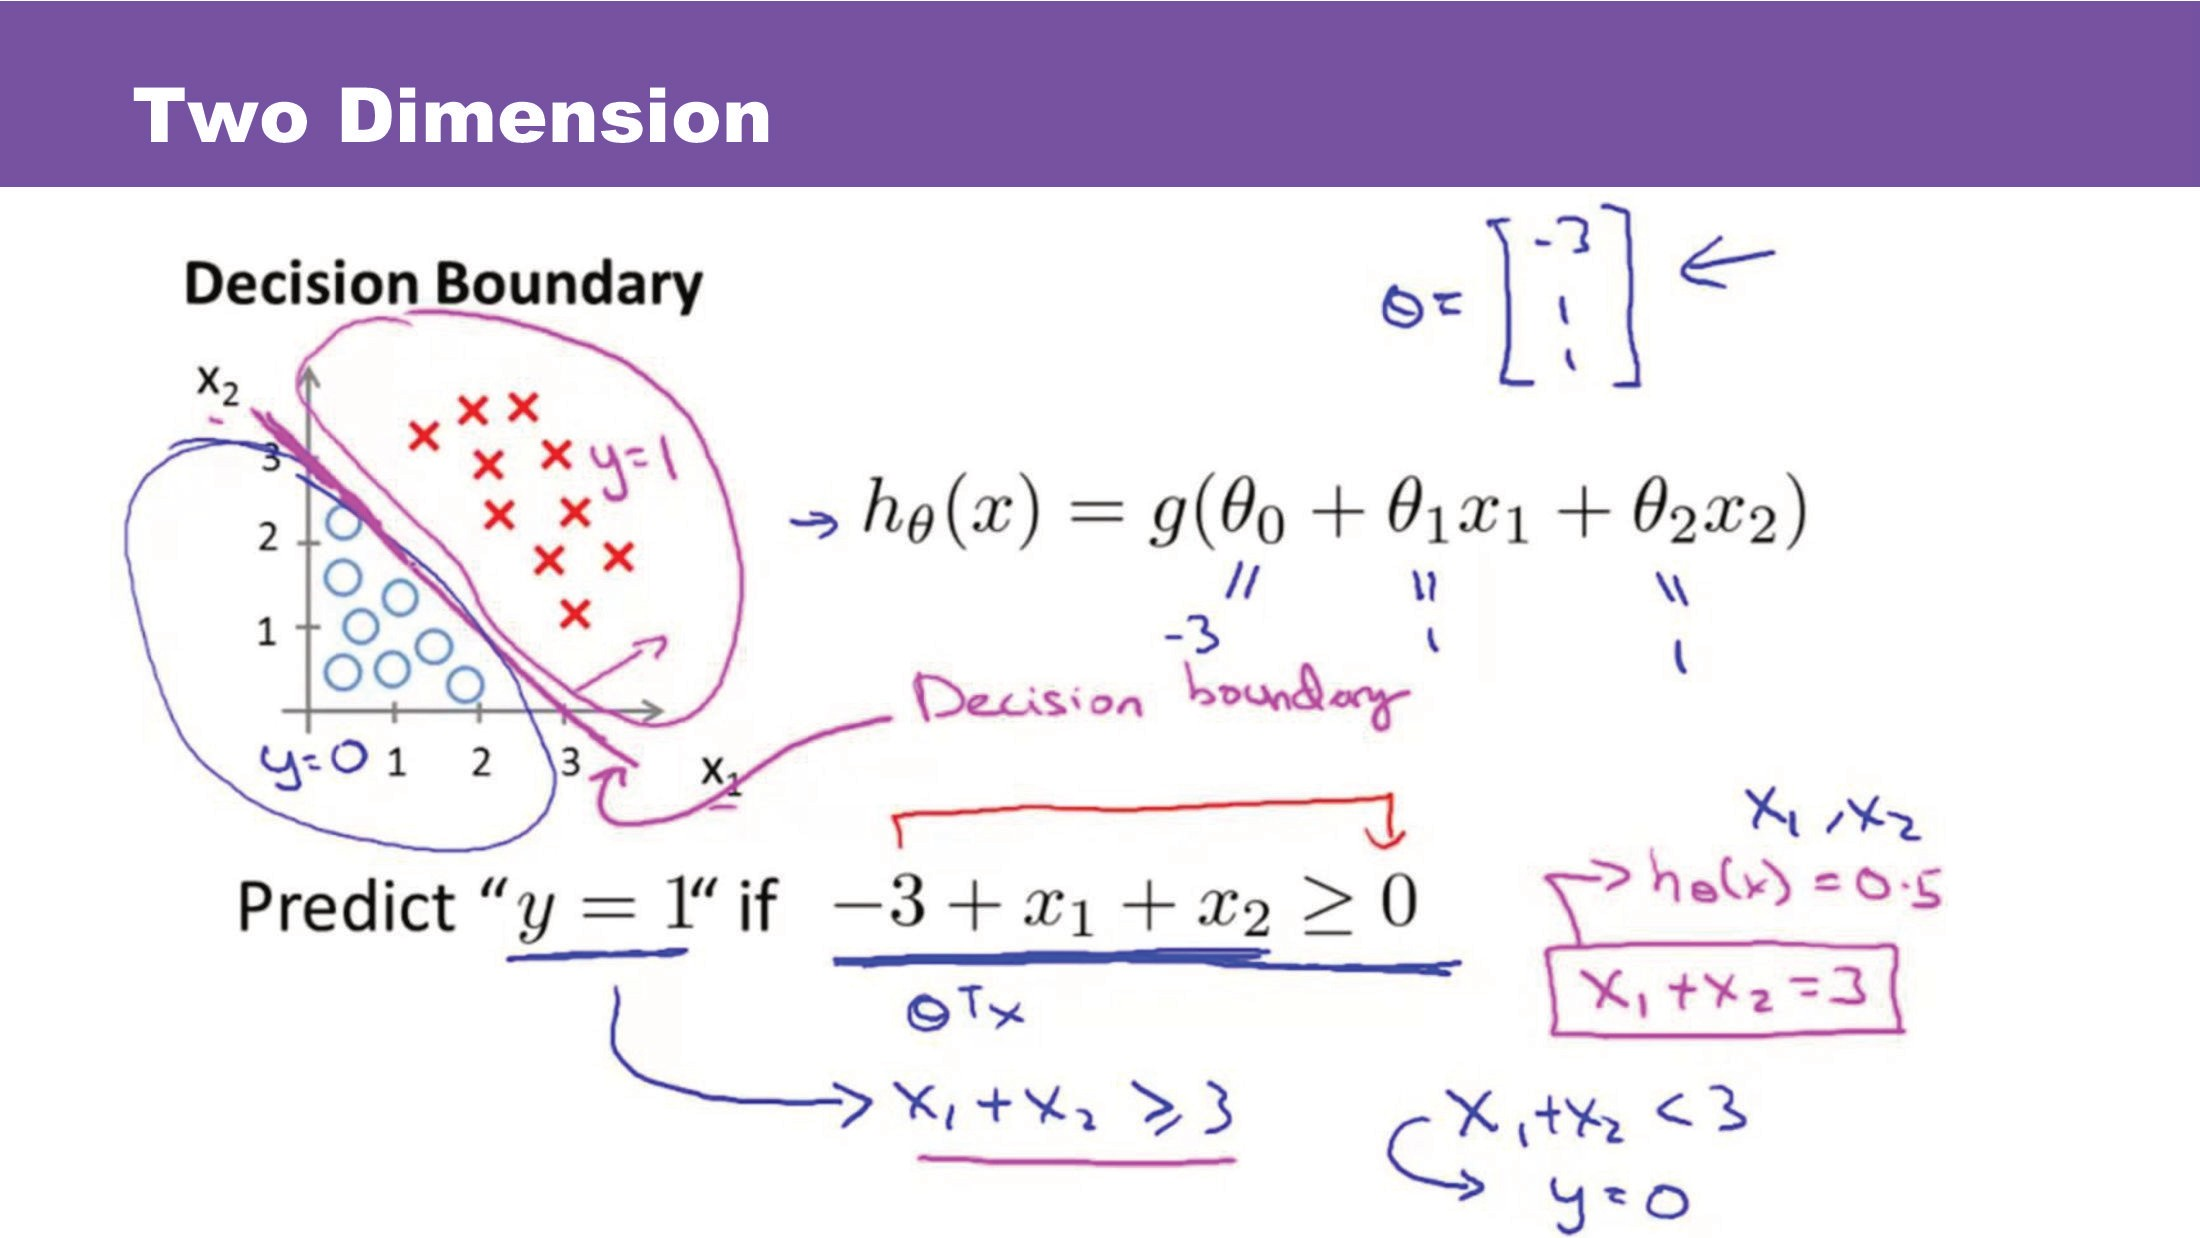 Two Dimension
Decision Boundary
θ = [ -3 1 1 ]
x₂
3
2
1
y=1
y=0 1 2 3
x₁
→ hθ(x) = g(θ₀ + θ₁x₁ + θ₂x₂)
-3 1 1
Decision boundary
x₁, x₂
hθ(x) = 0.5
Predict “y = 1“ if −3 + x₁ + x₂ ≥ 0
x₁ + x₂ = 3
θᵀx
x₁ + x₂ ≥ 3
x₁ + x₂ < 3
y = 0